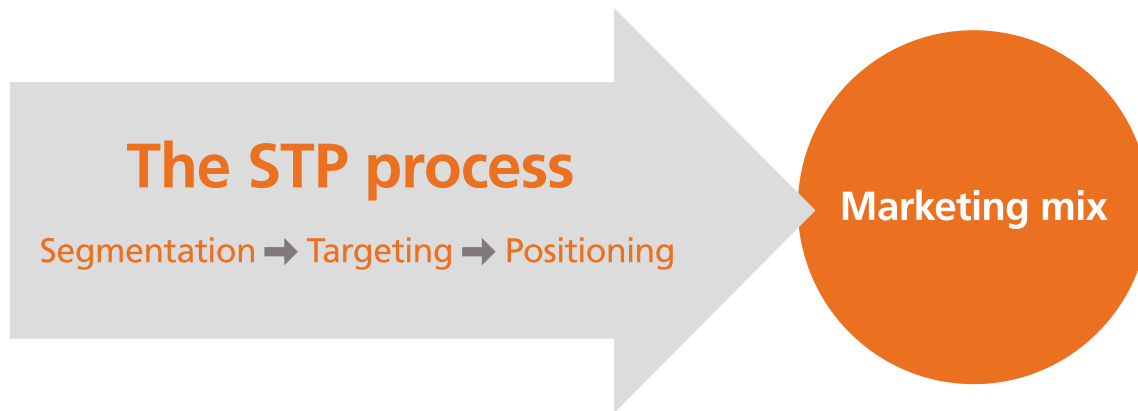 The STP process
Segmentation Targeting Positioning
Marketing mix